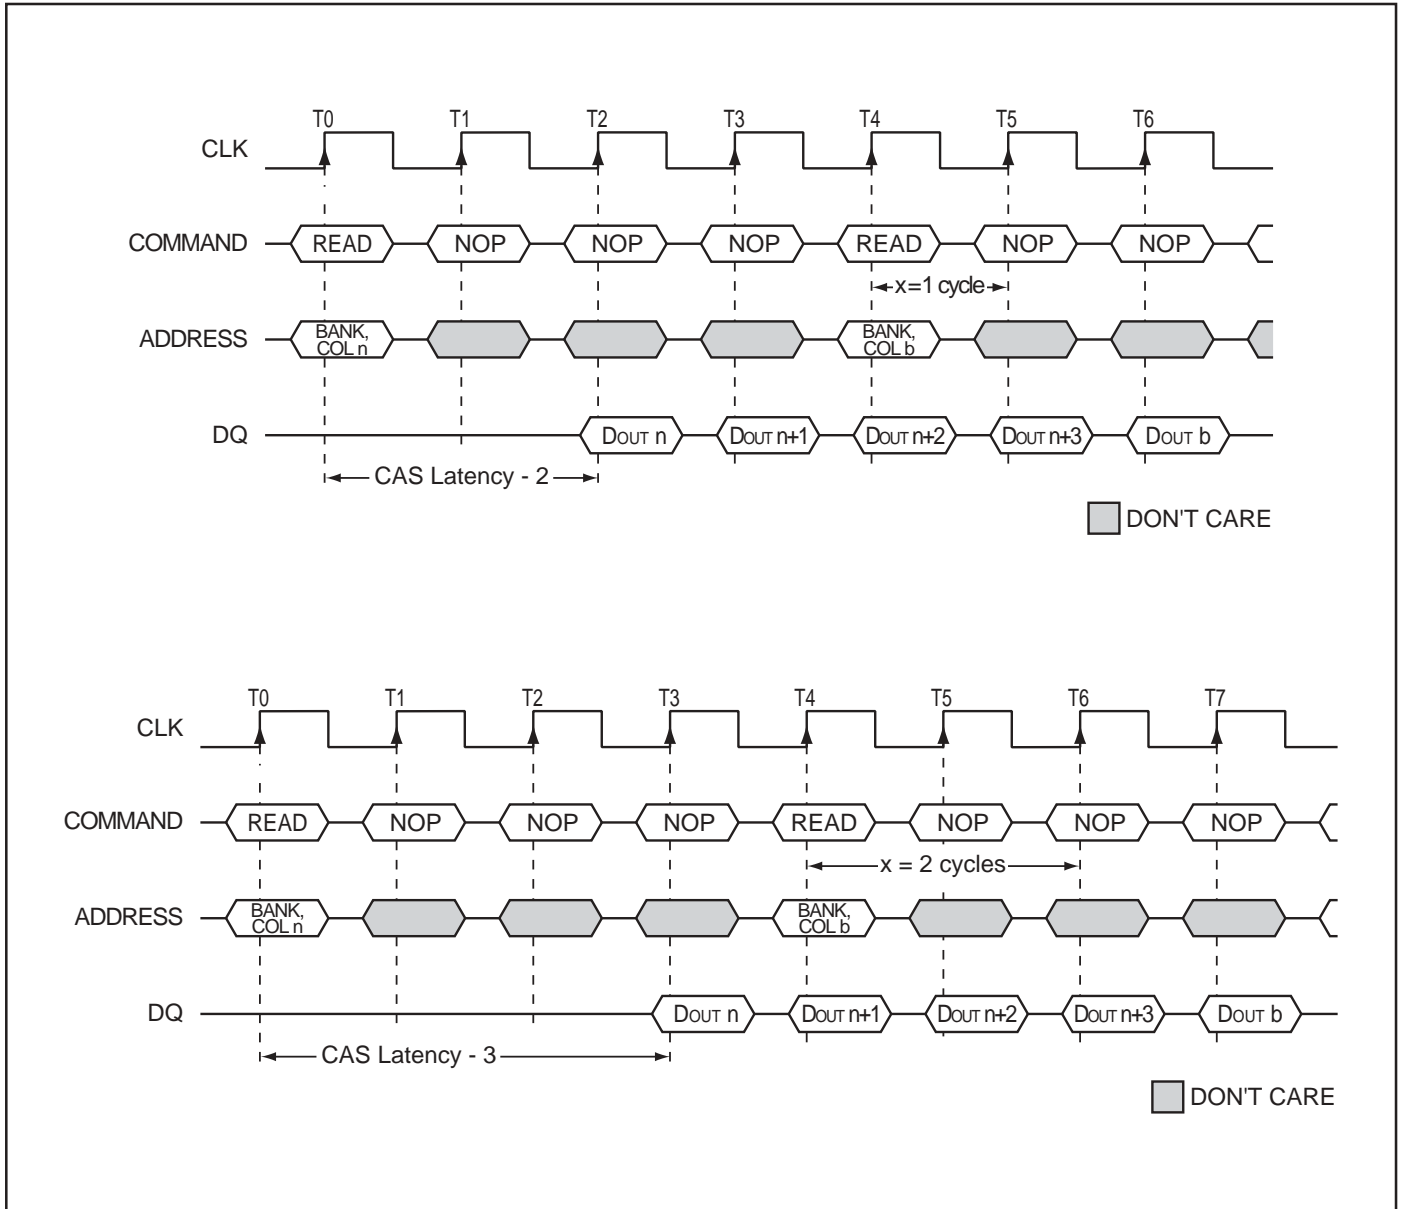 T0 T1 T2 T3 T4 T5 T6
CLK
COMMAND READ NOP NOP NOP READ NOP NOP
x=1 cycle
ADDRESS BANK, COL n BANK, COL b
DQ DOUT n DOUT n+1 DOUT n+2 DOUT n+3 DOUT b
CAS Latency - 2
DON'T CARE
T0 T1 T2 T3 T4 T5 T6 T7
CLK
COMMAND READ NOP NOP NOP READ NOP NOP NOP
x = 2 cycles
ADDRESS BANK, COL n BANK, COL b
DQ DOUT n DOUT n+1 DOUT n+2 DOUT n+3 DOUT b
CAS Latency - 3
DON'T CARE